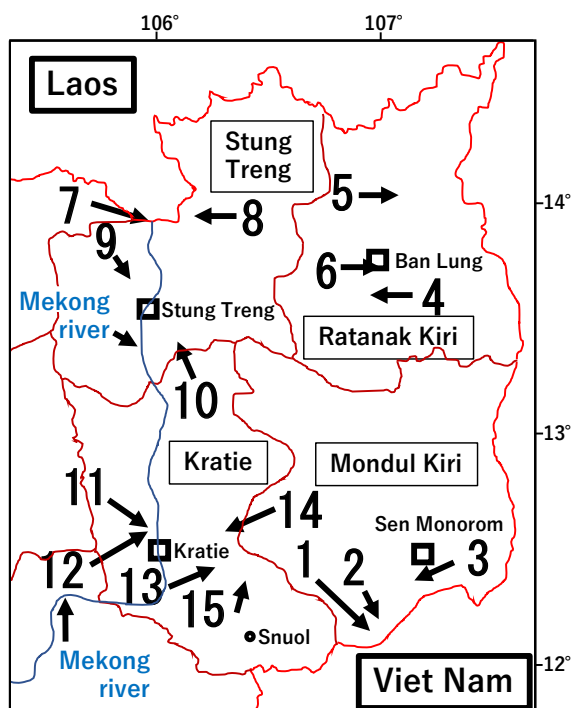 106°
107°
Laos
Stung
Treng
5
14°
7
8
9
6
Ban Lung
Mekong
river
Stung Treng
4
Ratanak Kiri
10
13°
Kratie
Mondul Kiri
11
14
Sen Monorom
12
Kratie
1
2
3
13
15
Snuol
Mekong
river
12°
Viet Nam